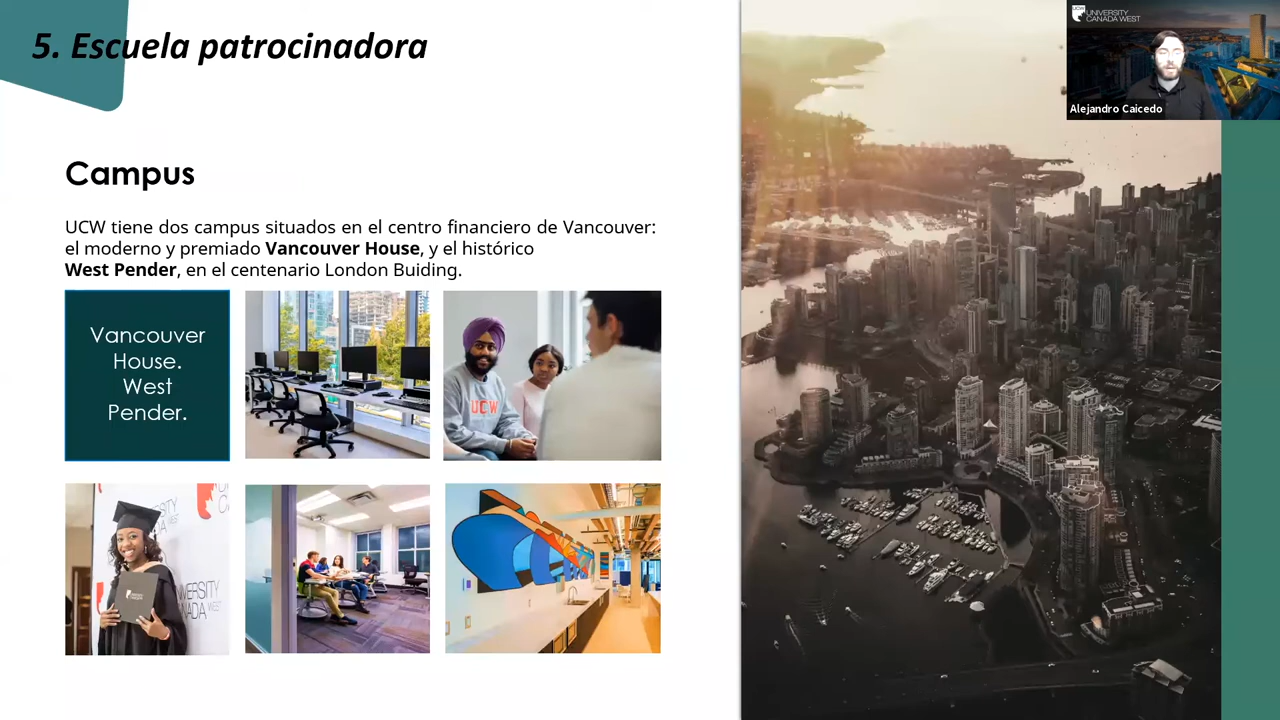 5. Escuela patrocinadora
UCW
UNIVERSITY
CANADA WEST
Alejandro Caicedo
Campus
UCW tiene dos campus situados en el centro financiero de Vancouver:
el moderno y premiado Vancouver House, y el histórico
West Pender, en el centenario London Buiding.
Vancouver
House.
West
Pender.
UCW